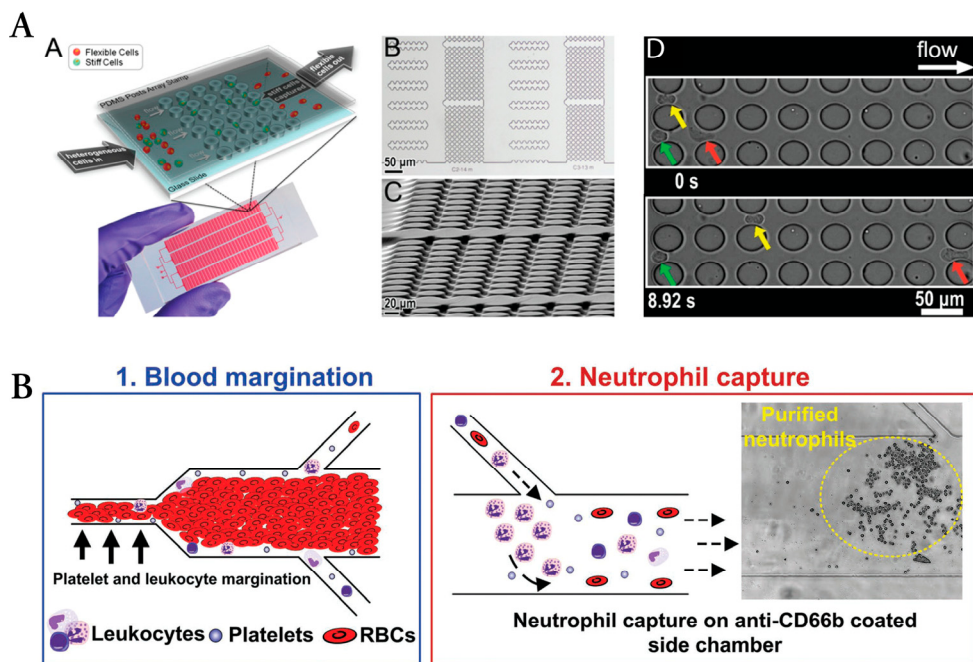 A
A
Flexible Cells
Stiff Cells
PDMS Posts Array Stamp
flexible
cells out
stiff cells
captured
heterogeneous
cells in
Glass Slide
B
50 µm
C
20 µm
D
flow
0 s
8.92 s
50 µm
B
1. Blood margination
Platelet and leukocyte margination
Leukocytes
Platelets
RBCs
2. Neutrophil capture
Purified
neutrophils
Neutrophil capture on anti-CD66b coated
side chamber